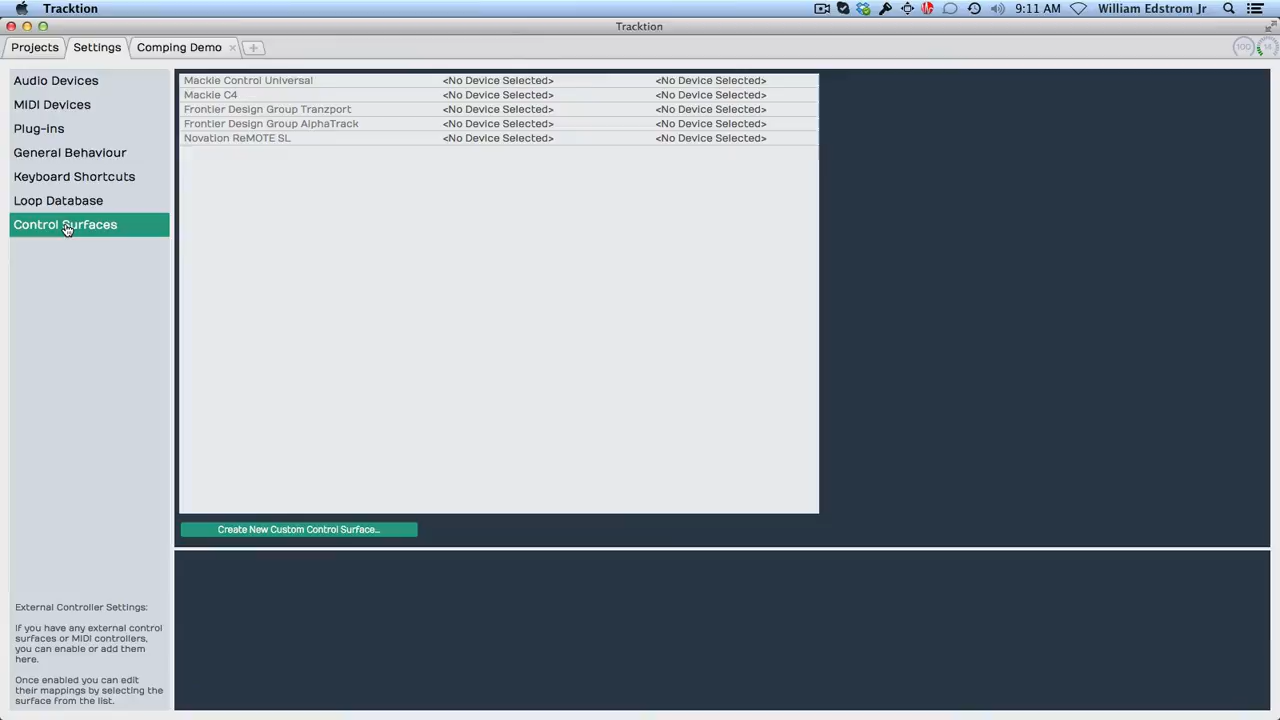 Tracktion
9:11 AM
William Edstrom Jr
Tracktion
Projects
Settings
Comping Demo
100
14
Audio Devices
MIDI Devices
Plug-ins
General Behaviour
Keyboard Shortcuts
Loop Database
Control Surfaces
Mackie Control Universal <No Device Selected> <No Device Selected>
Mackie C4 <No Device Selected> <No Device Selected>
Frontier Design Group Tranzport <No Device Selected> <No Device Selected>
Frontier Design Group AlphaTrack <No Device Selected> <No Device Selected>
Novation ReMOTE SL <No Device Selected> <No Device Selected>
Create New Custom Control Surface...
External Controller Settings:
If you have any external control
surfaces or MIDI controllers,
you can enable or add them
here.
Once enabled you can edit
their mappings by selecting the
surface from the list.